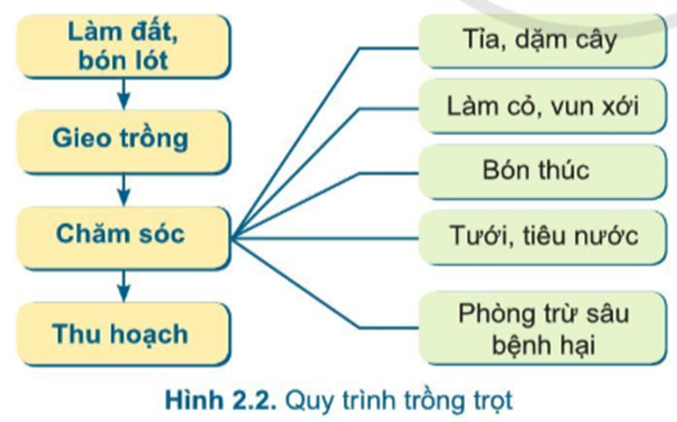 Làm đất,
bón lót
Gieo trồng
Chăm sóc
Thu hoạch
Tỉa, dặm cây
Làm cỏ, vun xới
Bón thúc
Tưới, tiêu nước
Phòng trừ sâu
bệnh hại
Hình 2.2. Quy trình trồng trọt